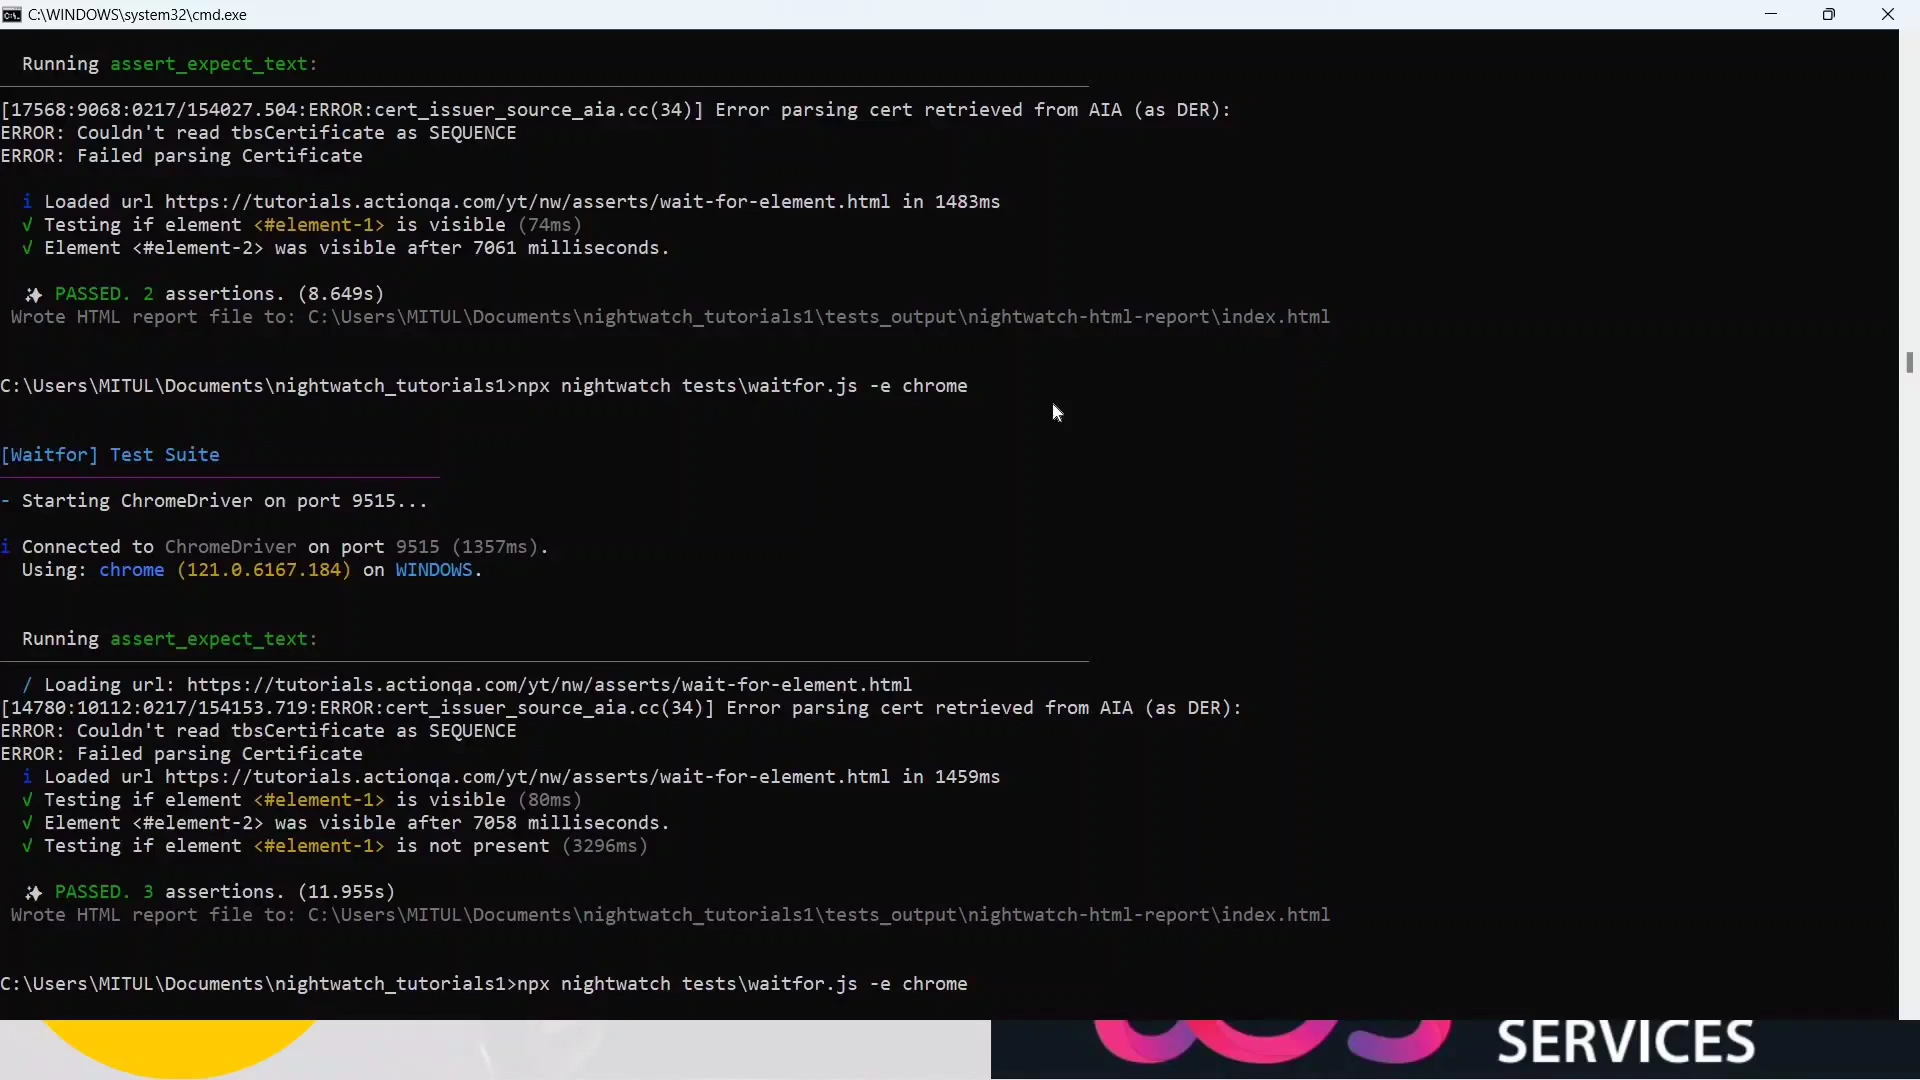 C:\WINDOWS\system32\cmd.exe
Running assert_expect_text:
[17568:9068:0217/154027.504:ERROR:cert_issuer_source_aia.cc(34)] Error parsing cert retrieved from AIA (as DER):
ERROR: Couldn't read tbsCertificate as SEQUENCE
ERROR: Failed parsing Certificate
i Loaded url https://tutorials.actionqa.com/yt/nw/asserts/wait-for-element.html in 1483ms
√ Testing if element <#element-1> is visible (74ms)
√ Element <#element-2> was visible after 7061 milliseconds.
✨ PASSED. 2 assertions. (8.649s)
Wrote HTML report file to: C:\Users\MITUL\Documents\nightwatch_tutorials1\tests_output\nightwatch-html-report\index.html
C:\Users\MITUL\Documents\nightwatch_tutorials1>npx nightwatch tests\waitfor.js -e chrome
[Waitfor] Test Suite
- Starting ChromeDriver on port 9515...
i Connected to ChromeDriver on port 9515 (1357ms).
Using: chrome (121.0.6167.184) on WINDOWS.
Running assert_expect_text:
/ Loading url: https://tutorials.actionqa.com/yt/nw/asserts/wait-for-element.html
[14780:10112:0217/154153.719:ERROR:cert_issuer_source_aia.cc(34)] Error parsing cert retrieved from AIA (as DER):
ERROR: Couldn't read tbsCertificate as SEQUENCE
ERROR: Failed parsing Certificate
i Loaded url https://tutorials.actionqa.com/yt/nw/asserts/wait-for-element.html in 1459ms
√ Testing if element <#element-1> is visible (80ms)
√ Element <#element-2> was visible after 7058 milliseconds.
√ Testing if element <#element-1> is not present (3296ms)
✨ PASSED. 3 assertions. (11.955s)
Wrote HTML report file to: C:\Users\MITUL\Documents\nightwatch_tutorials1\tests_output\nightwatch-html-report\index.html
C:\Users\MITUL\Documents\nightwatch_tutorials1>npx nightwatch tests\waitfor.js -e chrome
SERVICES